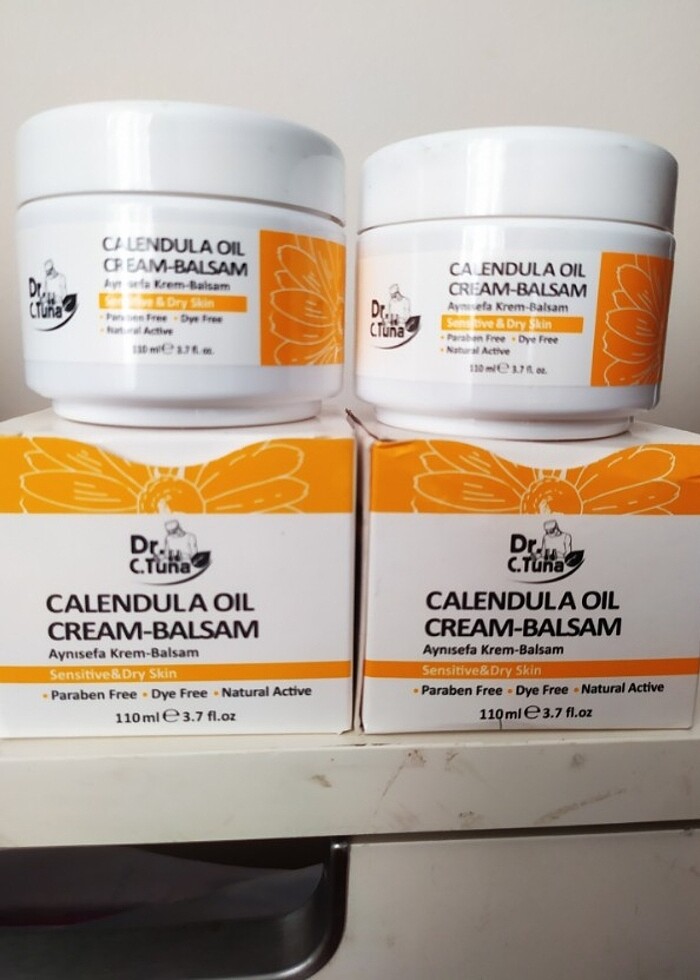 Dr.
C.Tuna
CALENDULA OIL
CREAM-BALSAM
Aynısefa Krem-Balsam
Sensitive & Dry Skin
• Paraben Free • Dye Free
• Natural Active
110 ml ℮ 3.7 fl. oz.
Dr.
C.Tuna
CALENDULA OIL
CREAM-BALSAM
Aynısefa Krem-Balsam
Sensitive & Dry Skin
• Paraben Free • Dye Free
• Natural Active
110 ml ℮ 3.7 fl. oz.
Dr.
C.Tuna
CALENDULA OIL
CREAM-BALSAM
Aynısefa Krem-Balsam
Sensitive&Dry Skin
• Paraben Free • Dye Free • Natural Active
110 ml ℮ 3.7 fl.oz
Dr.
C.Tuna
CALENDULA OIL
CREAM-BALSAM
Aynısefa Krem-Balsam
Sensitive&Dry Skin
• Paraben Free • Dye Free • Natural Active
110 ml ℮ 3.7 fl.oz